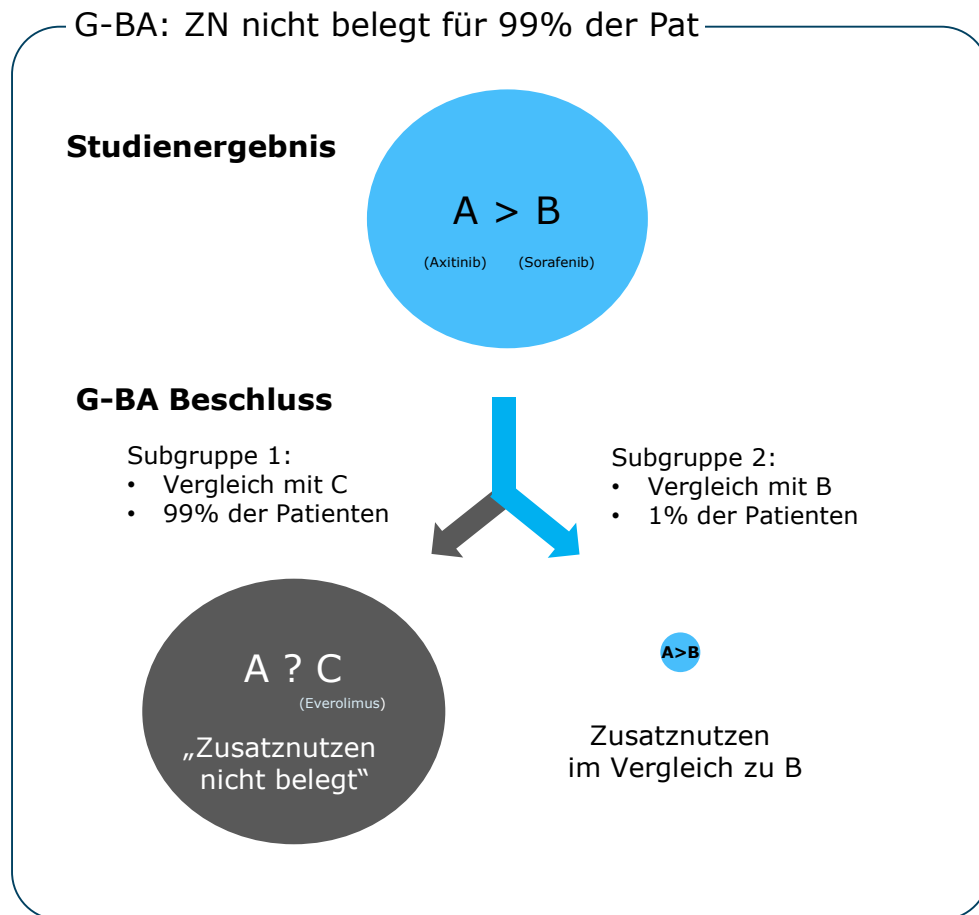 G-BA: ZN nicht belegt für 99% der Pat
Studienergebnis
A > B
(Axitinib) (Sorafenib)
G-BA Beschluss
Subgruppe 1:
• Vergleich mit C
• 99% der Patienten
Subgruppe 2:
• Vergleich mit B
• 1% der Patienten
A ? C
(Everolimus)
„Zusatznutzen
nicht belegt“
A>B
Zusatznutzen
im Vergleich zu B